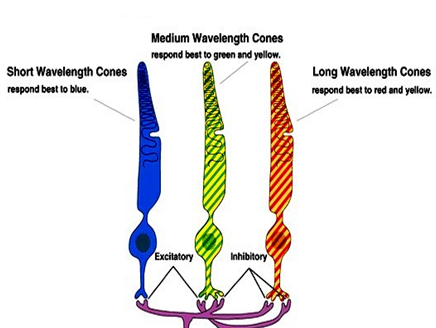 Medium Wavelength Cones
respond best to green and yellow.
Short Wavelength Cones
respond best to blue.
Long Wavelength Cones
respond best to red and yellow.
Excitatory
Inhibitory